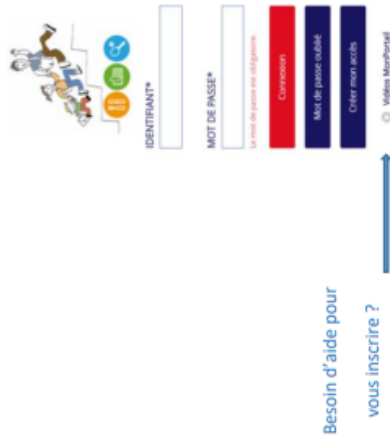 IDENTIFIANT*
MOT DE PASSE*
Le mot de passe est obligatoire.
Connexion
Mot de passe oublié
Créer mon accès
Vidéos MonPortail
Besoin d'aide pour
vous inscrire ?